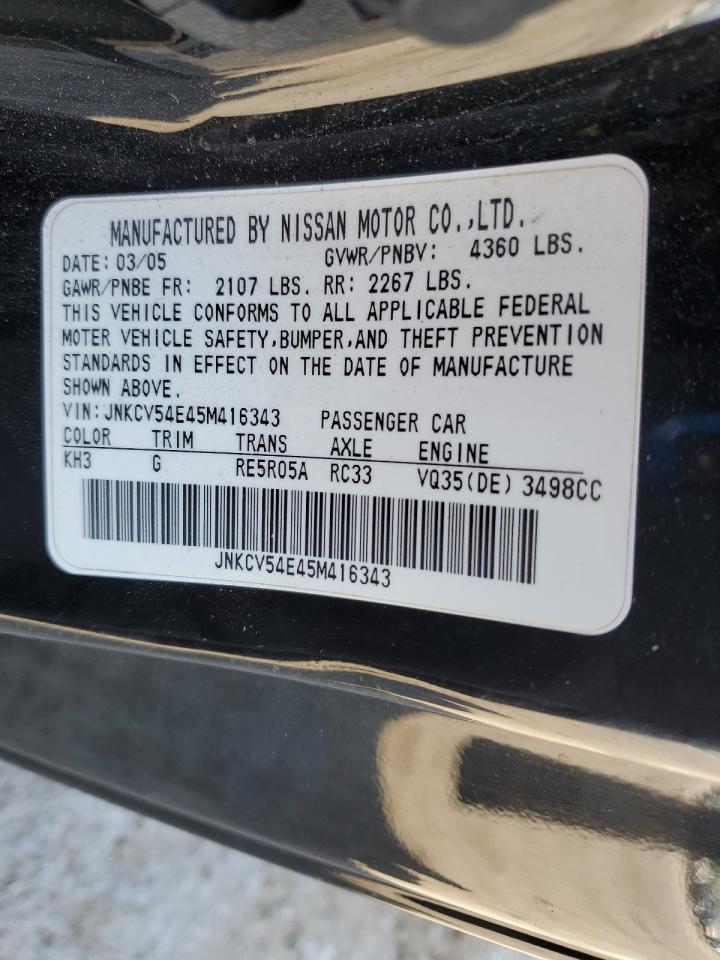 MANUFACTURED BY NISSAN MOTOR CO.,LTD.
DATE: 03/05 GVWR/PNBV: 4360 LBS.
GAWR/PNBE FR: 2107 LBS. RR: 2267 LBS.
THIS VEHICLE CONFORMS TO ALL APPLICABLE FEDERAL
MOTER VEHICLE SAFETY,BUMPER,AND THEFT PREVENTION
STANDARDS IN EFFECT ON THE DATE OF MANUFACTURE
SHOWN ABOVE.
VIN:JNKCV54E45M416343 PASSENGER CAR
COLOR TRIM TRANS AXLE ENGINE
KH3 G RE5R05A RC33 VQ35(DE) 3498CC
JNKCV54E45M416343